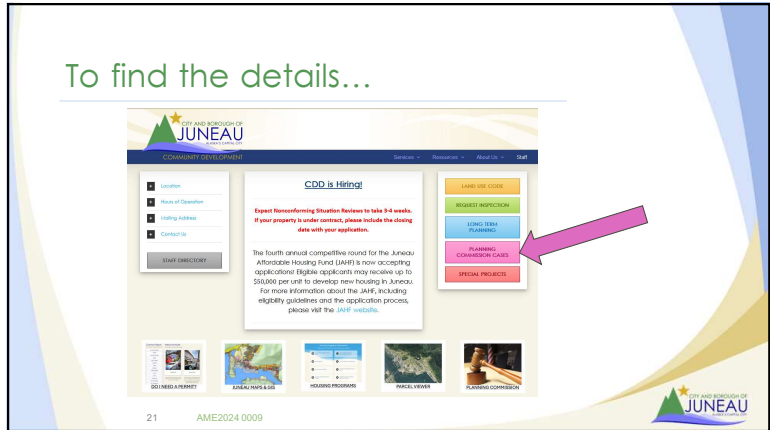 To find the details…
CITY AND BOROUGH OF
JUNEAU
ALASKA'S CAPITAL CITY
COMMUNITY DEVELOPMENT
Services
Resources
About Us
Staff
+ Location
+ Hours of Operation
+ Mailing Address
+ Contact Us
STAFF DIRECTORY
CDD is Hiring!
Expect Nonconforming Situation Reviews to take 3-4 weeks.
If your property is under contract, please include the closing
date with your application.
The fourth annual competitive round for the Juneau
Affordable Housing Fund (JAHF) is now accepting
applications! Eligible applicants may receive up to
$50,000 per unit to develop new housing in Juneau.
For more information about the JAHF, including
eligibility guidelines and the application process,
please visit the JAHF website.
LAND USE CODE
REQUEST INSPECTION
LONG TERM
PLANNING
PLANNING
COMMISSION CASES
SPECIAL PROJECTS
DO I NEED A PERMIT?
JUNEAU MAPS & GIS
HOUSING PROGRAMS
PARCEL VIEWER
PLANNING COMMISSION
21
AME2024 0009
CITY AND BOROUGH OF
JUNEAU
ALASKA'S CAPITAL CITY